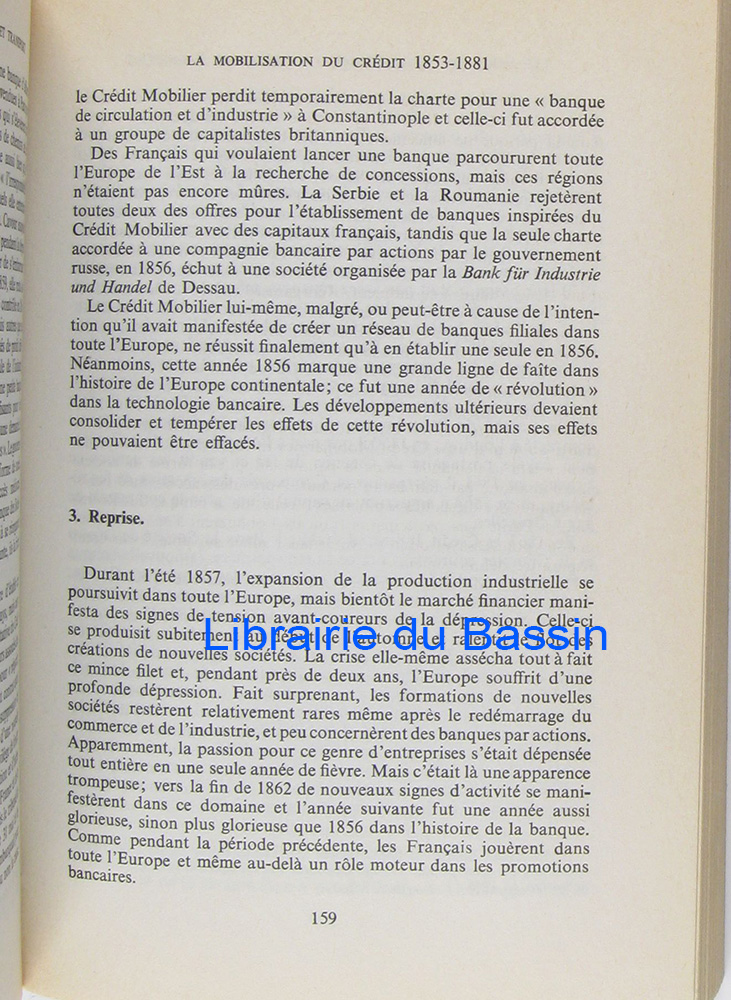 LA MOBILISATION DU CRÉDIT 1853-1881
le Crédit Mobilier perdit temporairement la charte pour une « banque
de circulation et d'industrie » à Constantinople et celle-ci fut accordée
à un groupe de capitalistes britanniques.
Des Français qui voulaient lancer une banque parcoururent toute
l'Europe de l'Est à la recherche de concessions, mais ces régions
n'étaient pas encore mûres. La Serbie et la Roumanie rejetèrent
toutes deux des offres pour l'établissement de banques inspirées du
Crédit Mobilier avec des capitaux français, tandis que la seule charte
accordée à une compagnie bancaire par actions par le gouvernement
russe, en 1856, échut à une société organisée par la Bank für Industrie
und Handel de Dessau.
Le Crédit Mobilier lui-même, malgré, ou peut-être à cause de l'inten-
tion qu'il avait manifestée de créer un réseau de banques filiales dans
toute l'Europe, ne réussit finalement qu'à en établir une seule en 1856.
Néanmoins, cette année 1856 marque une grande ligne de faîte dans
l'histoire de l'Europe continentale; ce fut une année de « révolution »
dans la technologie bancaire. Les développements ultérieurs devaient
consolider et tempérer les effets de cette révolution, mais ses effets
ne pouvaient être effacés.
3. Reprise.
Durant l'été 1857, l'expansion de la production industrielle se
poursuivit dans toute l'Europe, mais bientôt le marché financier mani-
festa des signes de tension avant-coureurs de la dépression. Celle-ci
se produisit subitement au début de l'automne et ralentit le flot des
Librairie du Bassin
créations de nouvelles sociétés. La crise elle-même assécha tout à fait
ce mince filet et, pendant près de deux ans, l'Europe souffrit d'une
profonde dépression. Fait surprenant, les formations de nouvelles
sociétés restèrent relativement rares même après le redémarrage du
commerce et de l'industrie, et peu concernèrent des banques par actions.
Apparemment, la passion pour ce genre d'entreprises s'était dépensée
tout entière en une seule année de fièvre. Mais c'était là une apparence
trompeuse; vers la fin de 1862 de nouveaux signes d'activité se mani-
festèrent dans ce domaine et l'année suivante fut une année aussi
glorieuse, sinon plus glorieuse que 1856 dans l'histoire de la banque.
Comme pendant la période précédente, les Français jouèrent dans
toute l'Europe et même au-delà un rôle moteur dans les promotions
bancaires.
159